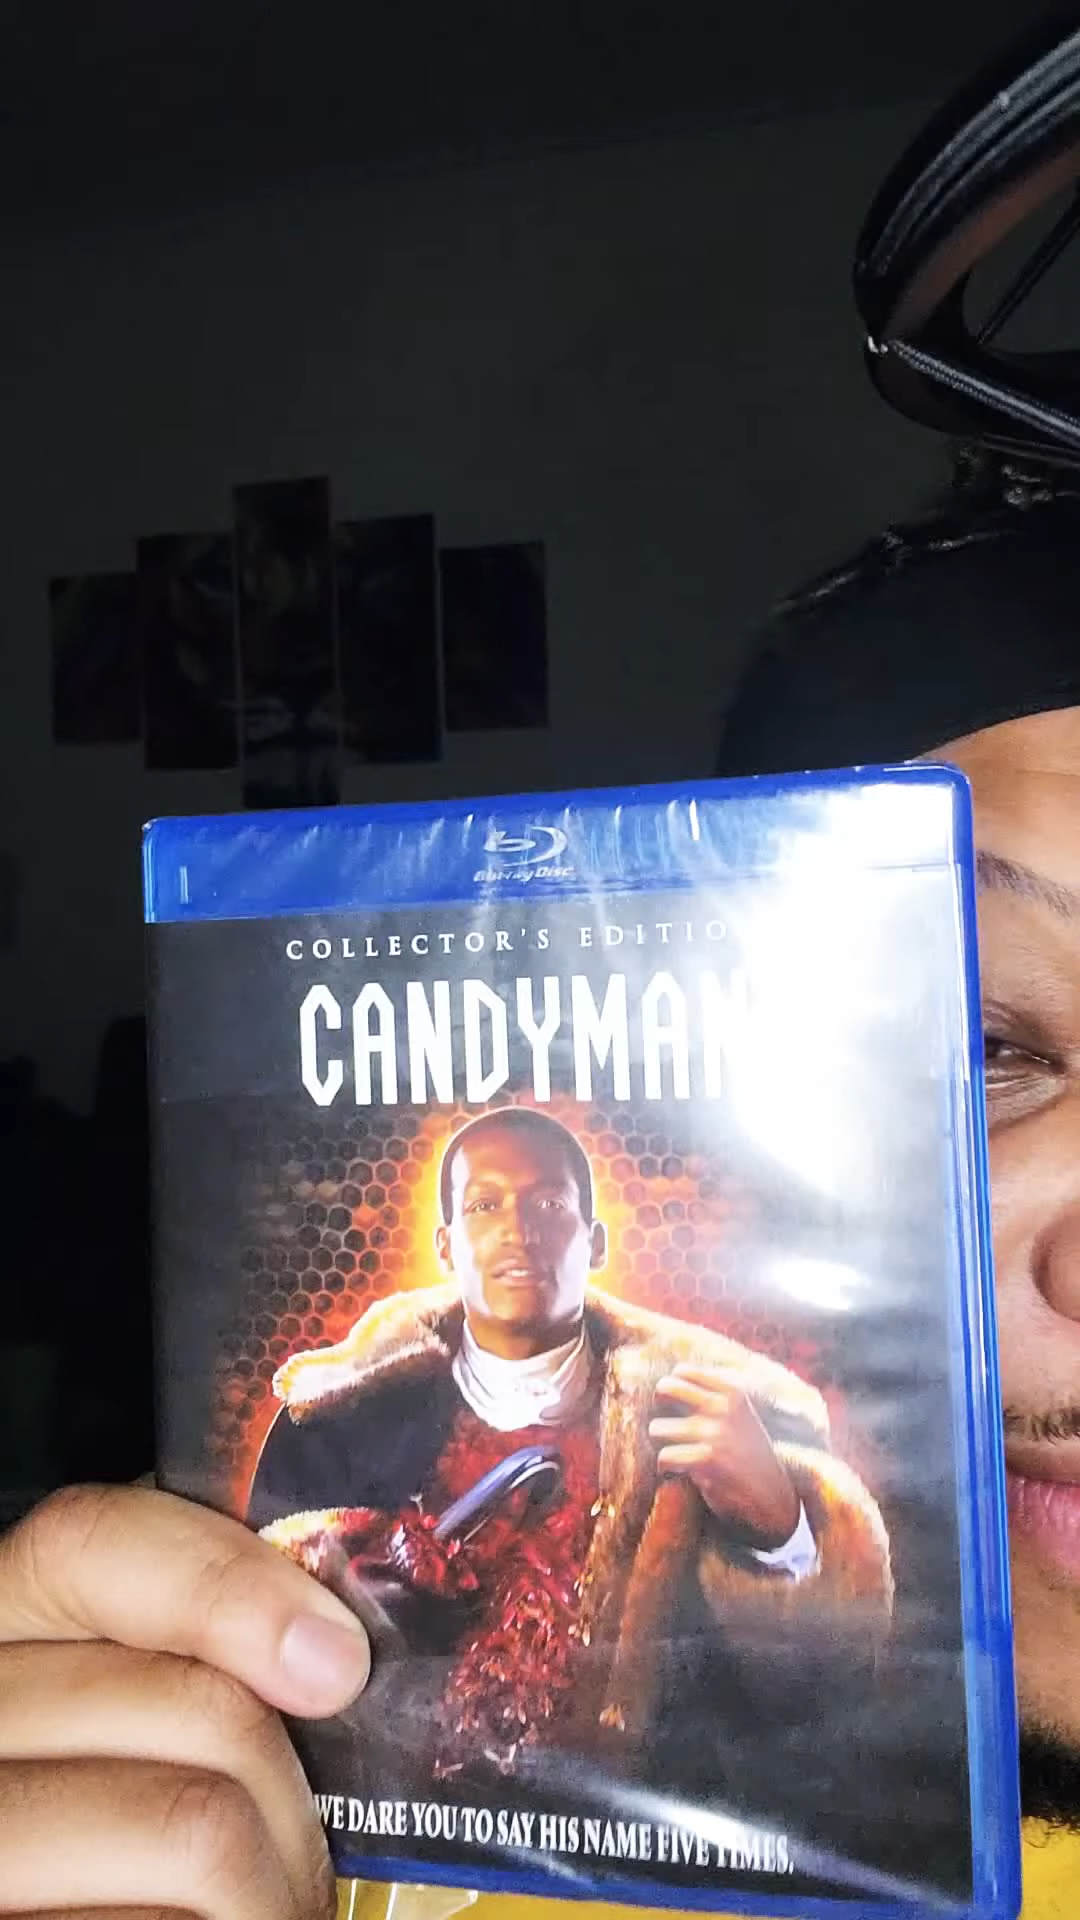 Blu-ray Disc
COLLECTOR'S EDITIO
CANDYMAN
WE DARE YOU TO SAY HIS NAME FIVE TIMES.